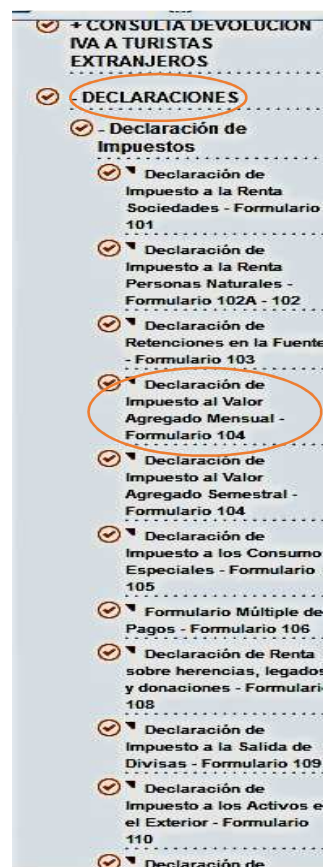 + CONSULTA DEVOLUCION
IVA A TURISTAS
EXTRANJEROS
- DECLARACIONES
- Declaración de
Impuestos
Declaración de
Impuesto a la Renta
Sociedades - Formulario
101
Declaración de
Impuesto a la Renta
Personas Naturales -
Formulario 102A - 102
Declaración de
Retenciones en la Fuente
- Formulario 103
Declaración de
Impuesto al Valor
Agregado Mensual -
Formulario 104
Declaración de
Impuesto al Valor
Agregado Semestral -
Formulario 104
Declaración de
Impuesto a los Consumo
Especiales - Formulario
105
Formulario Múltiple de
Pagos - Formulario 106
Declaración de Renta
sobre herencias, legados
y donaciones - Formulari
108
Declaración de
Impuesto a la Salida de
Divisas - Formulario 109
Declaración de
Impuesto a los Activos e
el Exterior - Formulario
110
Declaración de